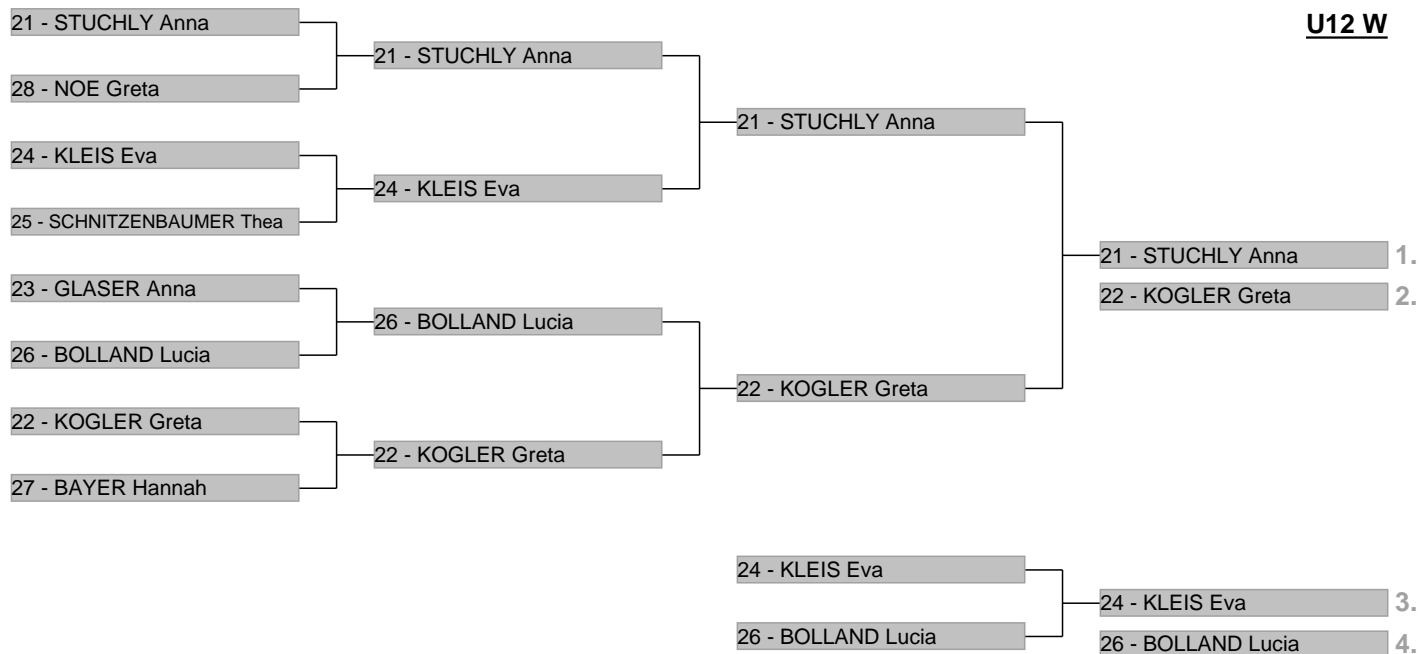 U12 W
21 - STUCHLY Anna
28 - NOE Greta
24 - KLEIS Eva
25 - SCHNITZENBAUMER Thea
23 - GLASER Anna
26 - BOLLAND Lucia
22 - KOGLER Greta
27 - BAYER Hannah
21 - STUCHLY Anna
24 - KLEIS Eva
26 - BOLLAND Lucia
22 - KOGLER Greta
21 - STUCHLY Anna
22 - KOGLER Greta
21 - STUCHLY Anna 1.
22 - KOGLER Greta 2.
24 - KLEIS Eva
26 - BOLLAND Lucia
24 - KLEIS Eva 3.
26 - BOLLAND Lucia 4.